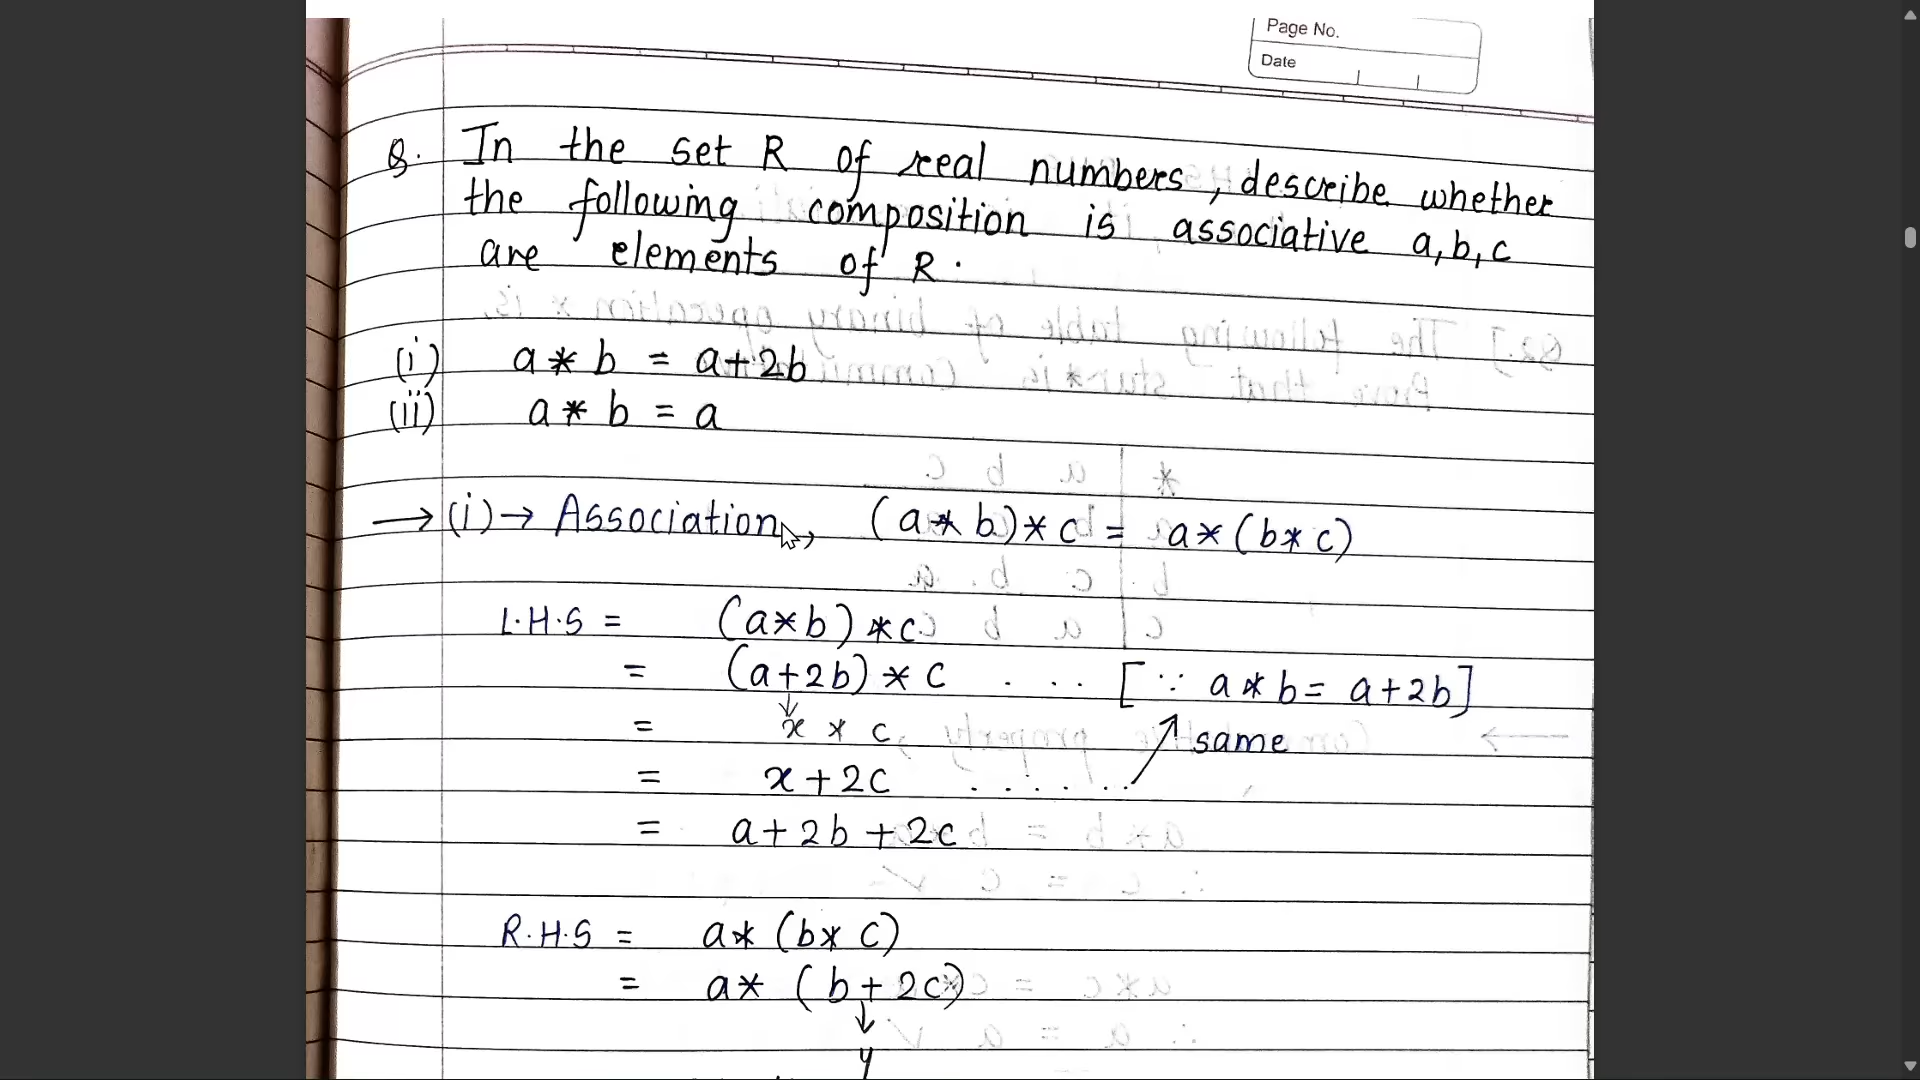 Page No.
Date
Q. In the set R of real numbers, describe whether
the following composition is associative a, b, c
are elements of R.
(i) a * b = a+2b
(ii) a * b = a
→ (i) → Association, (a * b) * c = a * (b * c)
L.H.S = (a * b) * c
= (a+2b) * c . . . [∵ a * b = a+2b]
↓
= x * c
same
= x + 2c . . . . . .
= a + 2b + 2c
R.H.S = a * (b * c)
= a * (b + 2c)
↓
y